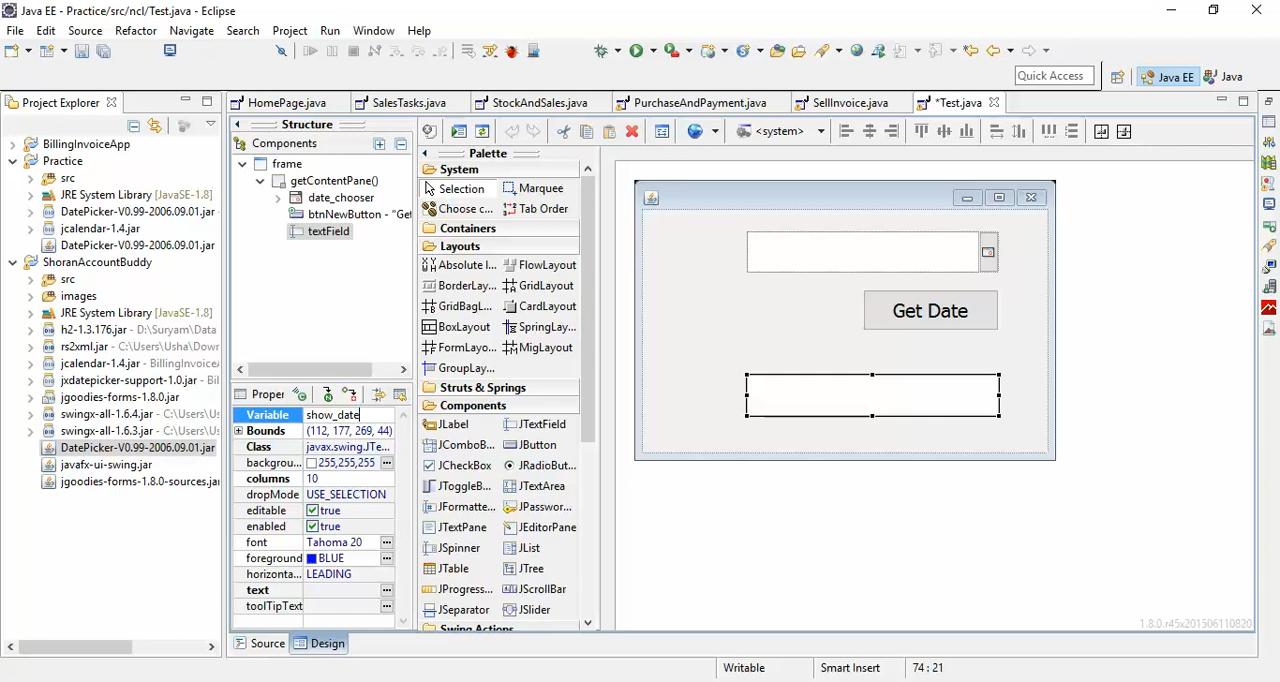 Java EE - Practice/src/ncl/Test.java - Eclipse
File Edit Source Refactor Navigate Search Project Run Window Help
Quick Access Java EE Java
Project Explorer
BillingInvoiceApp
Practice
src
JRE System Library [JavaSE-1.8]
DatePicker-V0.99-2006.09.01.jar
jcalendar-1.4.jar
DatePicker-V0.99-2006.09.01.jar
ShoranAccountBuddy
src
images
JRE System Library [JavaSE-1.8]
h2-1.3.176.jar - D:\Suryam\Data
rs2xml.jar - C:\Users\Usha\Down
jcalendar-1.4.jar - BillingInvoiceA
jxdatepicker-support-1.0.jar - C:\
jgoodies-forms-1.8.0.jar
swingx-all-1.6.4.jar - C:\Users\Us
swingx-all-1.6.3.jar - C:\Users\Us
DatePicker-V0.99-2006.09.01.jar
javafx-ui-swing.jar
jgoodies-forms-1.8.0-sources.jar
HomePage.java SalesTasks.java StockAndSales.java PurchaseAndPayment.java SellInvoice.java *Test.java
Structure
Components
frame
getContentPane()
date_chooser
btnNewButton - "Get
textField
Proper
Variable show_date
Bounds (112, 177, 269, 44)
Class javax.swing.JTe...
backgrou... 255,255,255
columns 10
dropMode USE_SELECTION
editable true
enabled true
font Tahoma 20
foreground BLUE
horizonta... LEADING
text
toolTipText
Source Design
<system>
Palette
System
Selection Marquee
Choose C... Tab Order
Containers
Layouts
Absolute l... FlowLayout
BorderLay... GridLayout
GridBagL... CardLayout
BoxLayout SpringLay...
FormLayo... MigLayout
GroupLay...
Struts & Springs
Components
JLabel JTextField
JComboB... JButton
JCheckBox JRadioBut...
JToggleB... JTextArea
JFormatte... JPasswor...
JTextPane JEditorPane
JSpinner JList
JTable JTree
JProgress... JScrollBar
JSeparator JSlider
Swing Actions
Get Date
1.8.0.r45x201506110820
Writable Smart Insert 74 : 21